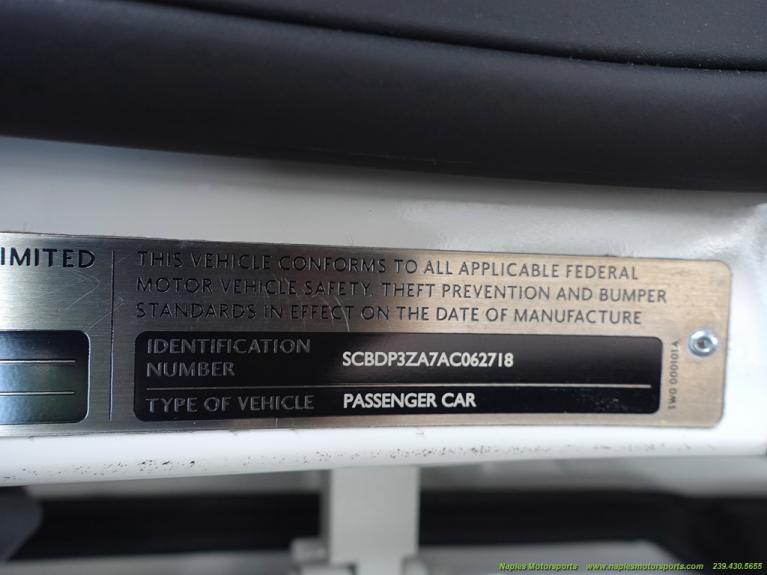 IMITED
THIS VEHICLE CONFORMS TO ALL APPLICABLE FEDERAL
MOTOR VEHICLE SAFETY, THEFT PREVENTION AND BUMPER
STANDARDS IN EFFECT ON THE DATE OF MANUFACTURE
IDENTIFICATION
NUMBER
SCBDP3ZA7AC062718
TYPE OF VEHICLE PASSENGER CAR
3W0 000101A
Naples Motorsports www.naplesmotorsports.com 239.430.5655